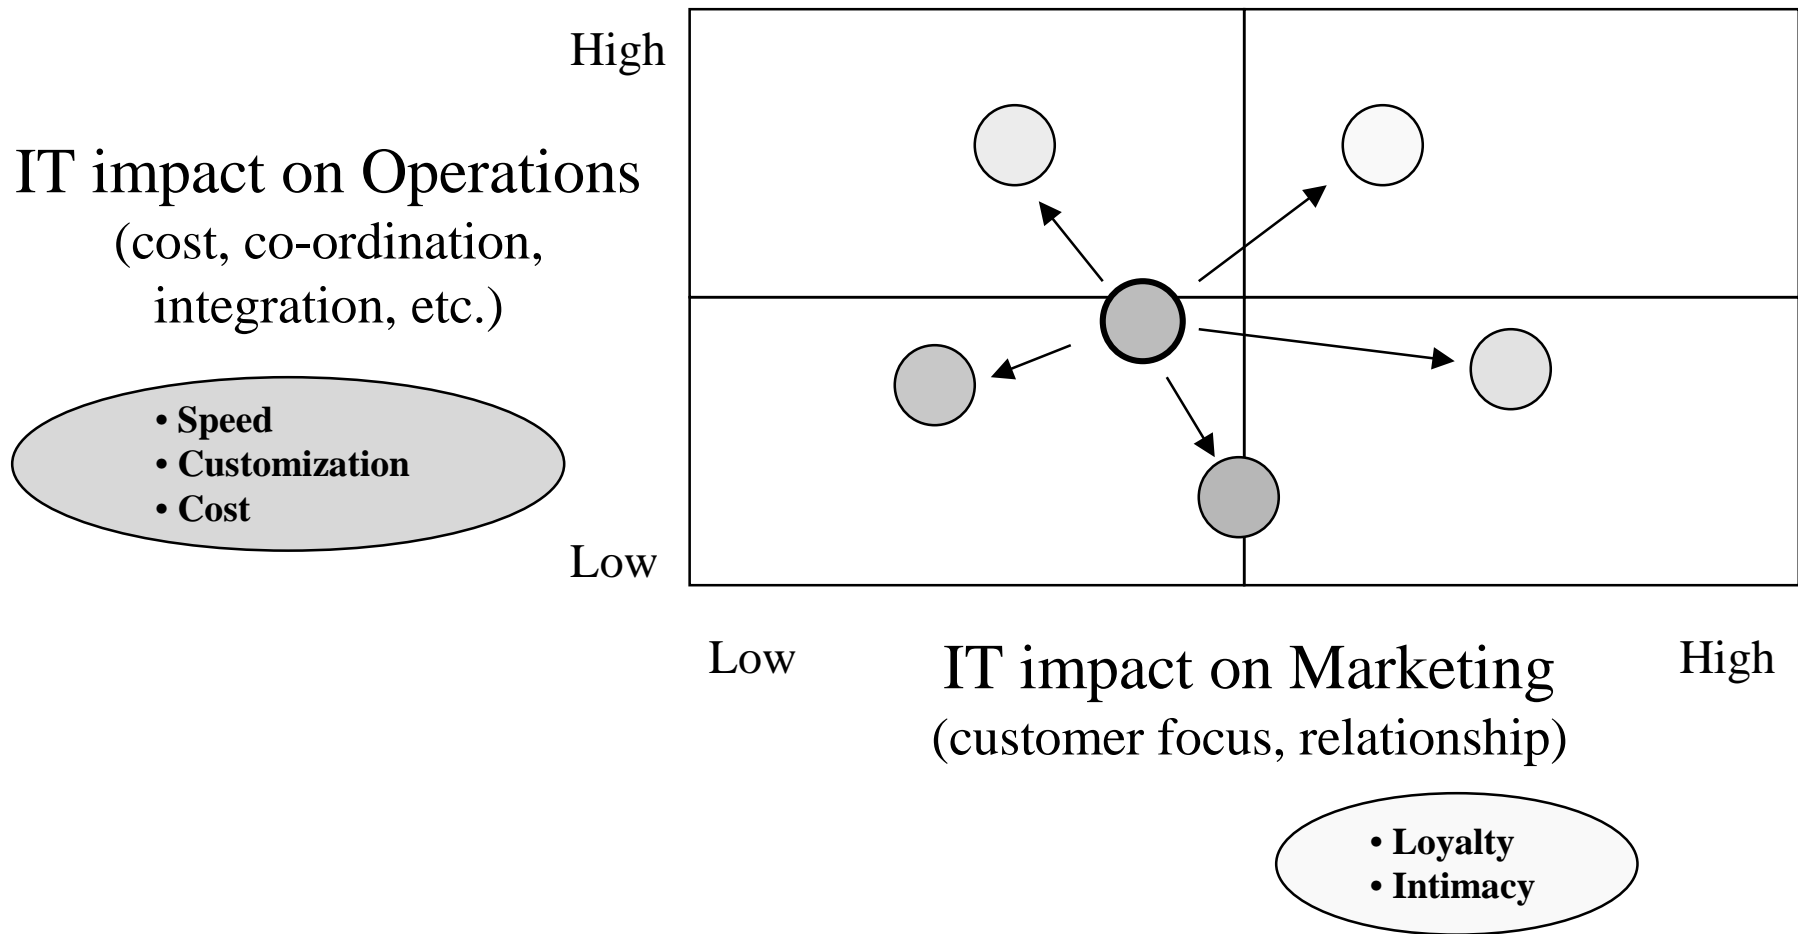 High
IT impact on Operations
(cost, co-ordination,
integration, etc.)
• Speed
• Customization
• Cost
Low
Low
IT impact on Marketing
High
(customer focus, relationship)
• Loyalty
• Intimacy